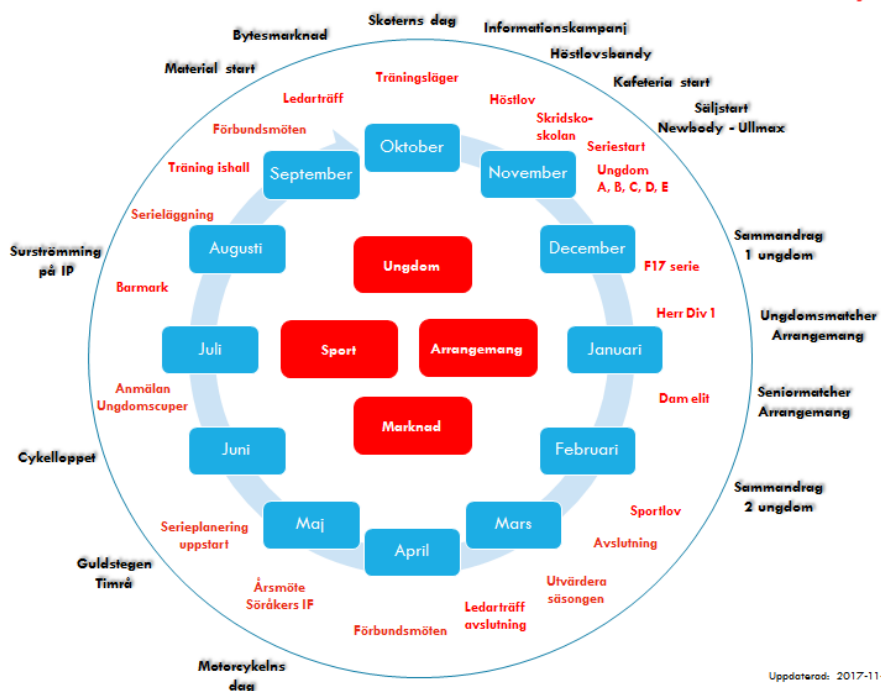 Skoterns dag
Bytesmarknad
Informationskampanj
Höstlovsbandy
Material start
Kafeteria start
Träningsläger
Ledarträff
Höstlov
Säljstart
Newbody - Ullmax
Skridsko-
skolan
Förbundsmöten
Seriestart
Oktober
Träning ishall
September
November
Ungdom
A, B, C, D, E
Serieläggning
Augusti
December
Sammandrag
1 ungdom
Surströmming
på IP
Ungdom
F17 serie
Barmark
Herr Div 1
Ungdomsmatcher
Arrangemang
Juli
Sport
Arrangemang
Januari
Anmälan
Ungdomscuper
Dam elit
Seniormatcher
Arrangemang
Marknad
Cykelloppet
Juni
Februari
Sammandrag
2 ungdom
Sportlov
Serieplanering
uppstart
Maj
Mars
Avslutning
April
Guldstegen
Timrå
Årsmöte
Söråkers IF
Utvärdera
säsongen
Ledarträff
avslutning
Förbundsmöten
Motorcykelns
dag
Uppdaterad: 2017-11-